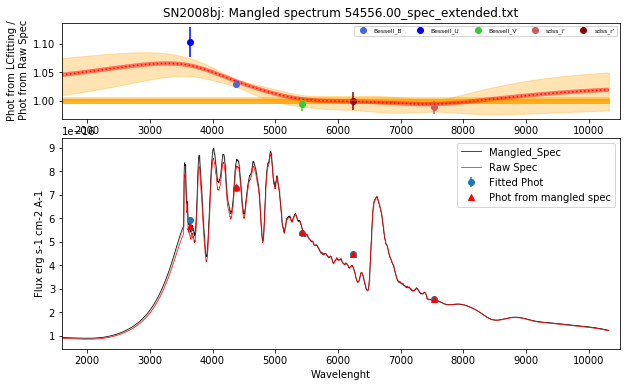 SN2008bj: Mangled spectrum 54556.00_spec_extended.txt
Phot from LCfitting /
Phot from Raw Spec
1.10
1.05
1.00
Bessell_B
Bessell_U
Bessell_V
sdss_i'
sdss_r'
2000 3000 4000 5000 6000 7000 8000 9000 10000
Flux erg s-1 cm-2 A-1
9
8
7
6
5
4
3
2
1
Mangled_Spec
Raw Spec
Fitted Phot
Phot from mangled spec
2000 3000 4000 5000 6000 7000 8000 9000 10000
Wavelenght